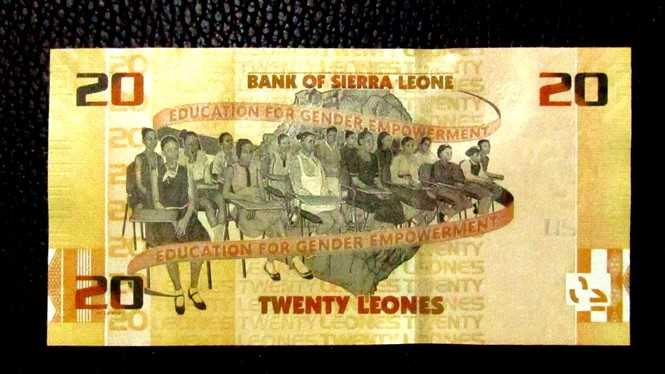 20
BANK OF SIERRA LEONE
20
EDUCATION FOR GENDER EMPOWERMENT
EDUCATION FOR GENDER EMPOWERMENT
20
TWENTY LEONES